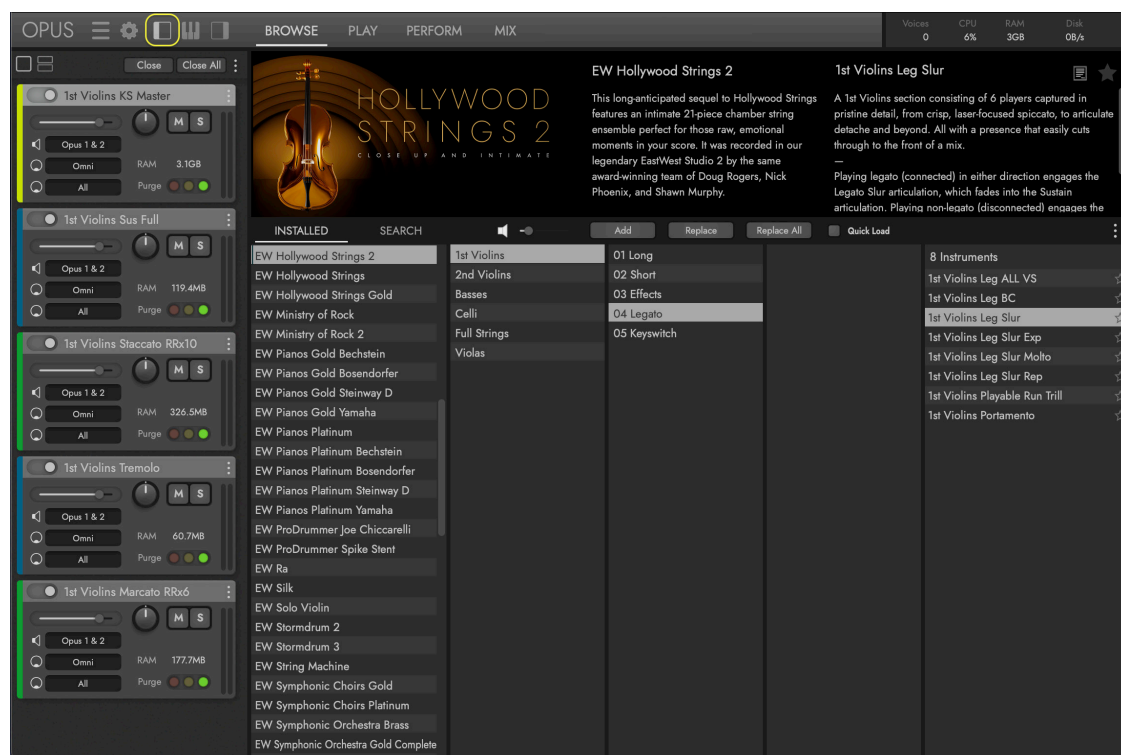 OPUS
BROWSE PLAY PERFORM MIX
Voices CPU RAM Disk
0 6% 3GB 0B/s
Close Close All
1st Violins KS Master
M S
Opus 1 & 2
Omni RAM 3.1GB
All Purge
1st Violins Sus Full
M S
Opus 1 & 2
Omni RAM 119.4MB
All Purge
1st Violins Staccato RRx10
M S
Opus 1 & 2
Omni RAM 326.5MB
All Purge
1st Violins Tremolo
M S
Opus 1 & 2
Omni RAM 60.7MB
All Purge
1st Violins Marcato RRx6
M S
Opus 1 & 2
Omni RAM 177.7MB
All Purge
HOLLYWOOD
STRINGS 2
CLOSE UP AND INTIMATE
EW Hollywood Strings 2
This long-anticipated sequel to Hollywood Strings
features an intimate 21-piece chamber string
ensemble perfect for those raw, emotional
moments in your score. It was recorded in our
legendary EastWest Studio 2 by the same
award-winning team of Doug Rogers, Nick
Phoenix, and Shawn Murphy.
1st Violins Leg Slur
A 1st Violins section consisting of 6 players captured in
pristine detail, from crisp, laser-focused spiccato, to articulate
detache and beyond. All with a presence that easily cuts
through to the front of a mix.
—
Playing legato (connected) in either direction engages the
Legato Slur articulation, which fades into the Sustain
articulation. Playing non-legato (disconnected) engages the
INSTALLED SEARCH
Add Replace Replace All Quick Load
EW Hollywood Strings 2
EW Hollywood Strings
EW Hollywood Strings Gold
EW Ministry of Rock
EW Ministry of Rock 2
EW Pianos Gold Bechstein
EW Pianos Gold Bosendorfer
EW Pianos Gold Steinway D
EW Pianos Gold Yamaha
EW Pianos Platinum
EW Pianos Platinum Bechstein
EW Pianos Platinum Bosendorfer
EW Pianos Platinum Steinway D
EW Pianos Platinum Yamaha
EW ProDrummer Joe Chiccarelli
EW ProDrummer Spike Stent
EW Ra
EW Silk
EW Solo Violin
EW Stormdrum 2
EW Stormdrum 3
EW String Machine
EW Symphonic Choirs Gold
EW Symphonic Choirs Platinum
EW Symphonic Orchestra Brass
EW Symphonic Orchestra Gold Complete
1st Violins
2nd Violins
Basses
Celli
Full Strings
Violas
01 Long
02 Short
03 Effects
04 Legato
05 Keyswitch
8 Instruments
1st Violins Leg ALL VS
1st Violins Leg BC
1st Violins Leg Slur
1st Violins Leg Slur Exp
1st Violins Leg Slur Molto
1st Violins Leg Slur Rep
1st Violins Playable Run Trill
1st Violins Portamento